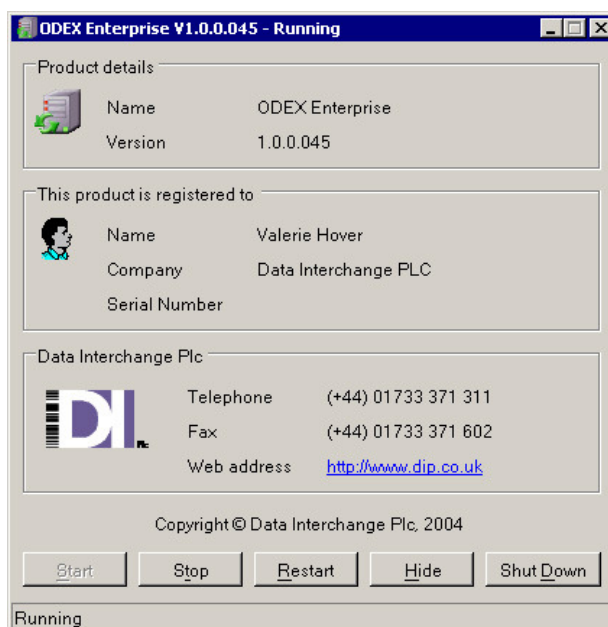 ODEX Enterprise V1.0.0.045 - Running
Product details
Name ODEX Enterprise
Version 1.0.0.045
This product is registered to
Name Valerie Hover
Company Data Interchange PLC
Serial Number
Data Interchange Plc
DI Plc
Telephone (+44) 01733 371 311
Fax (+44) 01733 371 602
Web address http://www.dip.co.uk
Copyright © Data Interchange Plc, 2004
Start Stop Restart Hide Shut Down
Running